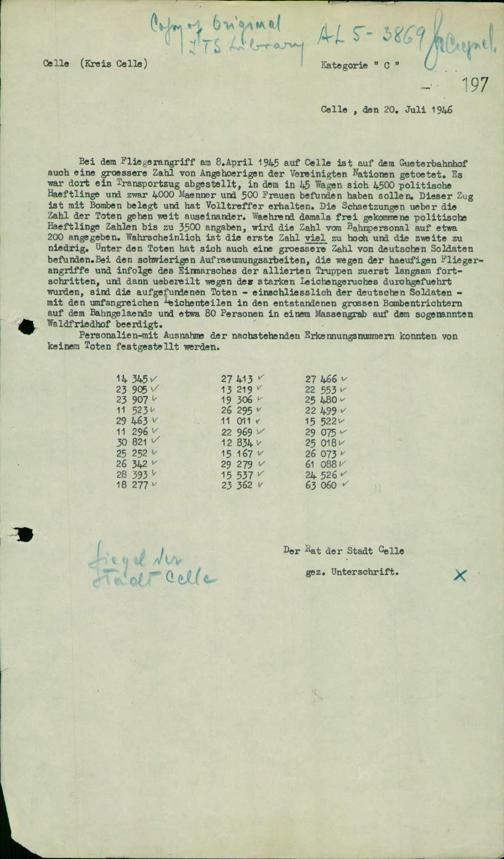 Copy of Original
ITS Library
AL 5-3869
Celle (Kreis Celle)
Kategorie " C "
197
Celle , den 20. Juli 1946
Bei dem Fliegerangriff am 8.April 1945 auf Celle ist auf dem Gueterbahnhof
auch eine groessere Zahl von Angehoerigen der Vereinigten Nationen getoetet. Es
war dort ein Transportzug abgestellt, in dem in 45 Wagen sich 4500 politische
Haeftlinge und zwar 4000 Maenner und 500 Frauen befunden haben sollen. Dieser Zug
ist mit Bomben belegt und hat Volltreffer erhalten. Die Schaetzungen ueber die
Zahl der Toten gehen weit auseinander. Waehrend damals frei gekommene politische
Haeftlinge Zahlen bis zu 3500 angaben, wird die Zahl vom Bahnpersonal auf etwa
200 angegeben. Wahrscheinlich ist die erste Zahl viel zu hoch und die zweite zu
niedrig. Unter den Toten hat sich auch eine groessere Zahl von deutschen Soldaten
befunden.Bei den schwierigen Aufraeumungsarbeiten, die wegen der haeufigen Flieger-
angriffe und infolge des Einmarsches der allierten Truppen zuerst langsam fort-
schritten, und dann uebereilt wegen des starken Leichengeruches durchgefuehrt
wurden, sind die aufgefundenen Toten - einschliesslich der deutschen Soldaten -
mit den umfangreichen Leichenteilen in den entstandenen grossen Bombentrichtern
auf dem Bahngelaende und etwa 80 Personen in einem Massengrab auf dem sogenannten
Waldfriedhof beerdigt.
Personalien-mit Ausnahme der nachstehenden Erkennungsnummern konnten von
keinem Toten festgestellt werden.
14 345 27 413 27 466
23 905 13 219 22 553
23 907 19 306 25 480
11 523 26 295 22 499
29 463 11 011 15 522
11 296 22 969 29 075
30 821 12 834 25 018
25 252 15 167 26 073
26 342 29 279 61 088
28 393 15 537 24 526
18 277 23 362 63 060
Siegel der
Stadt Celle
Der Rat der Stadt Celle
gez. Unterschrift.